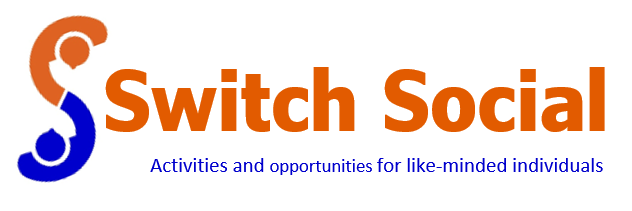 Switch Social
Activities and opportunities for like-minded individuals